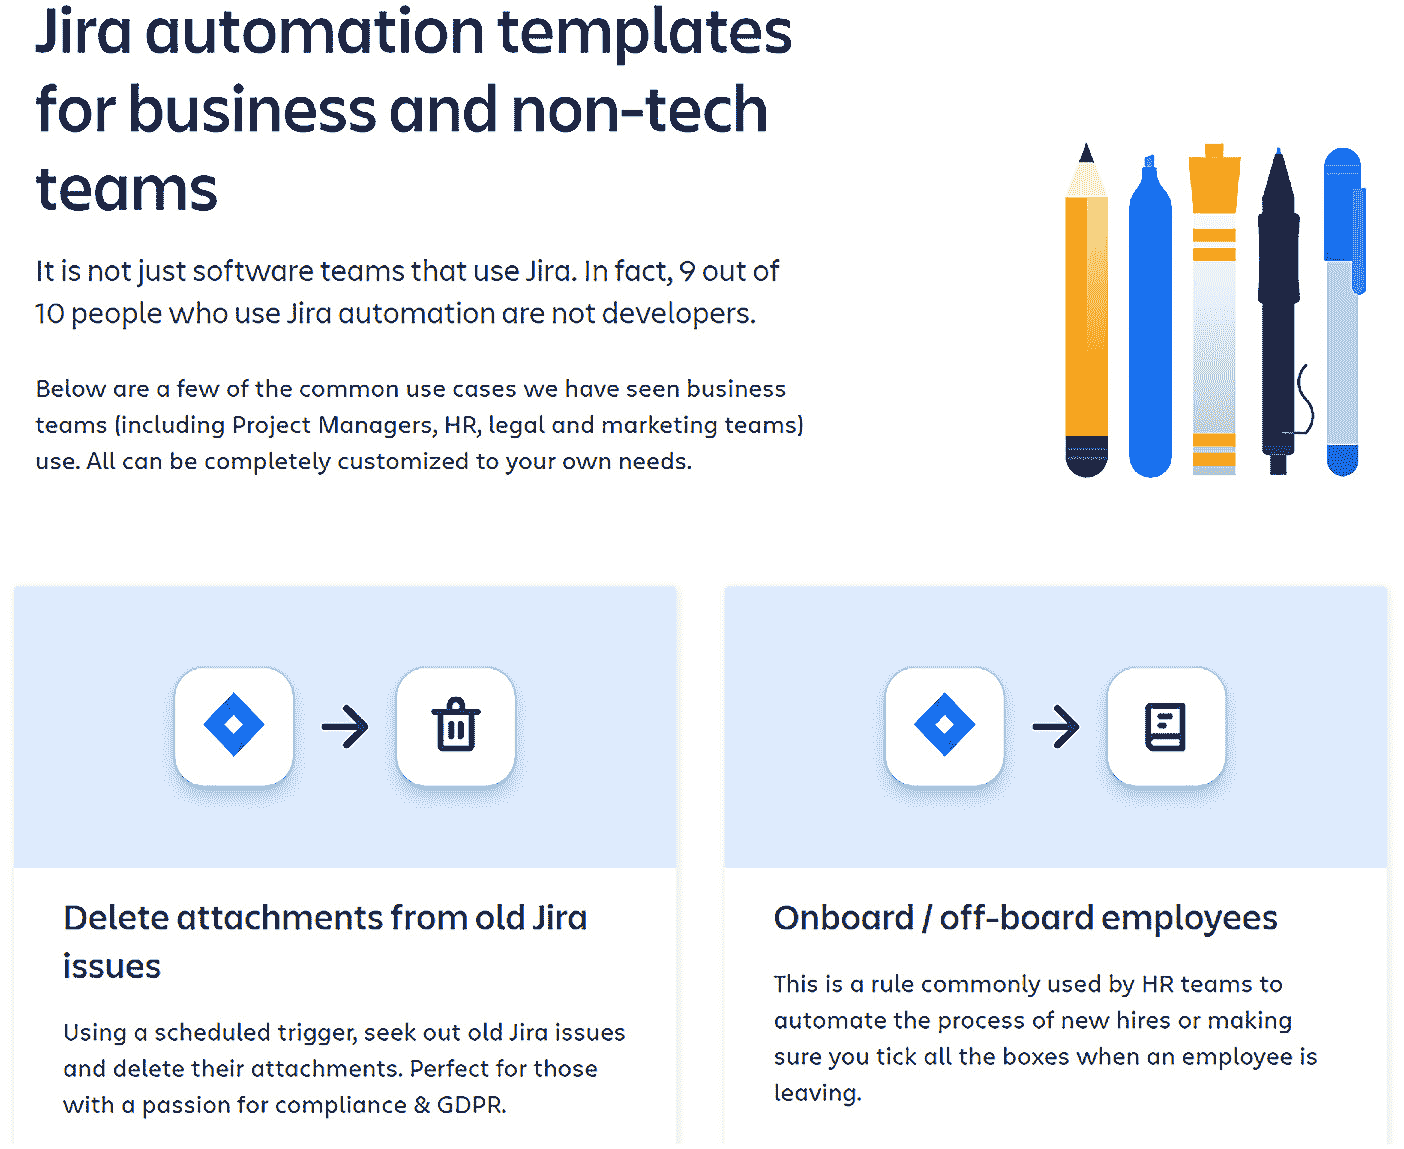 Jira automation templates
for business and non-tech
teams
It is not just software teams that use Jira. In fact, 9 out of
10 people who use Jira automation are not developers.
Below are a few of the common use cases we have seen business
teams (including Project Managers, HR, legal and marketing teams)
use. All can be completely customized to your own needs.
Delete attachments from old Jira
issues
Using a scheduled trigger, seek out old Jira issues
and delete their attachments. Perfect for those
with a passion for compliance & GDPR.
Onboard / off-board employees
This is a rule commonly used by HR teams to
automate the process of new hires or making
sure you tick all the boxes when an employee is
leaving.